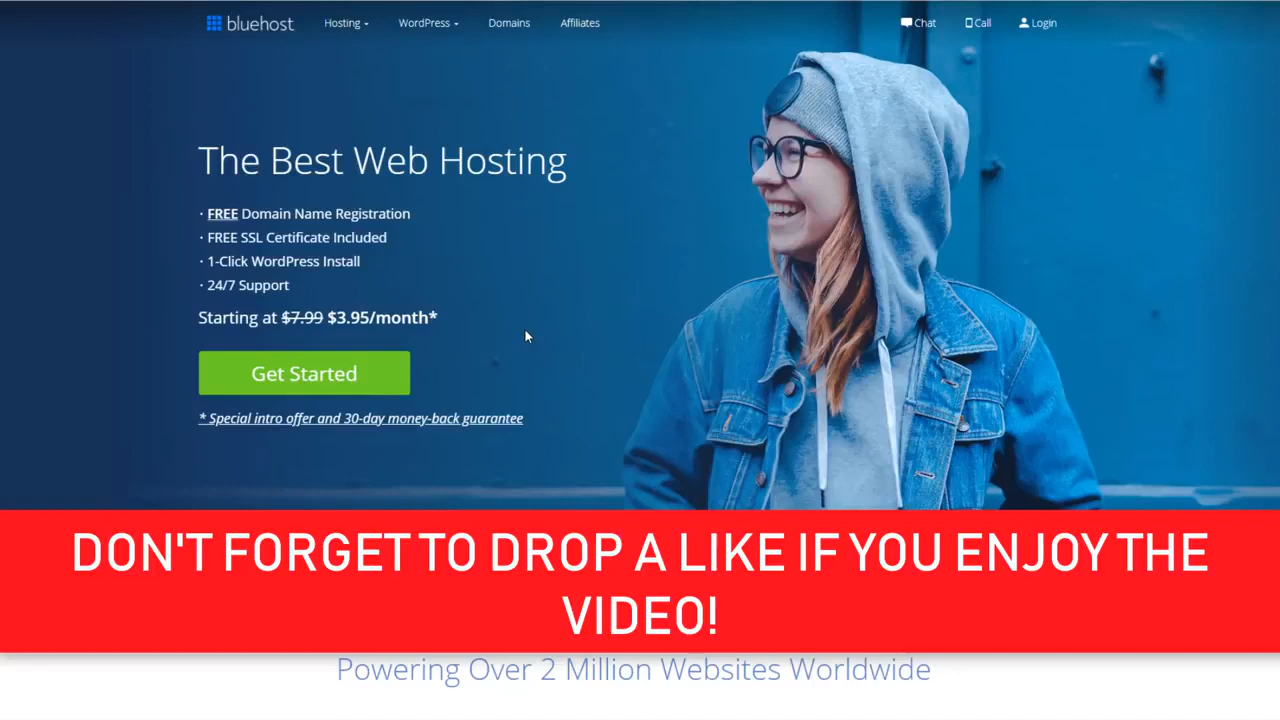 bluehost Hosting WordPress Domains Affiliates Chat Call Login
The Best Web Hosting
· FREE Domain Name Registration
· FREE SSL Certificate Included
· 1-Click WordPress Install
· 24/7 Support
Starting at $7.99 $3.95/month*
Get Started
* Special intro offer and 30-day money-back guarantee
DON'T FORGET TO DROP A LIKE IF YOU ENJOY THE
VIDEO!
Powering Over 2 Million Websites Worldwide